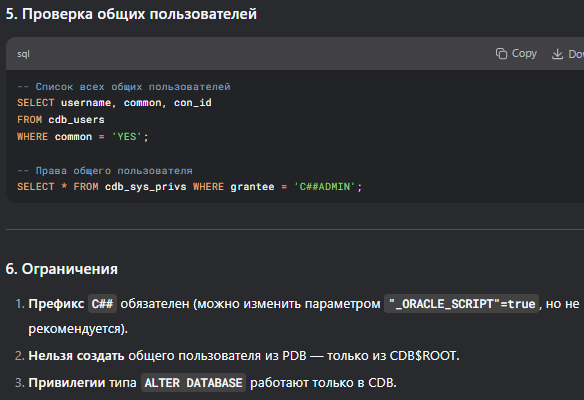 5. Проверка общих пользователей
sql
Copy
Dow
-- Список всех общих пользователей
SELECT username, common, con_id
FROM cdb_users
WHERE common = 'YES';
-- Права общего пользователя
SELECT * FROM cdb_sys_privs WHERE grantee = 'C##ADMIN';
6. Ограничения
1. Префикс C## обязателен (можно изменить параметром "_ORACLE_SCRIPT"=true, но не
рекомендуется).
2. Нельзя создать общего пользователя из PDB — только из CDB$ROOT.
3. Привилегии типа ALTER DATABASE работают только в CDB.